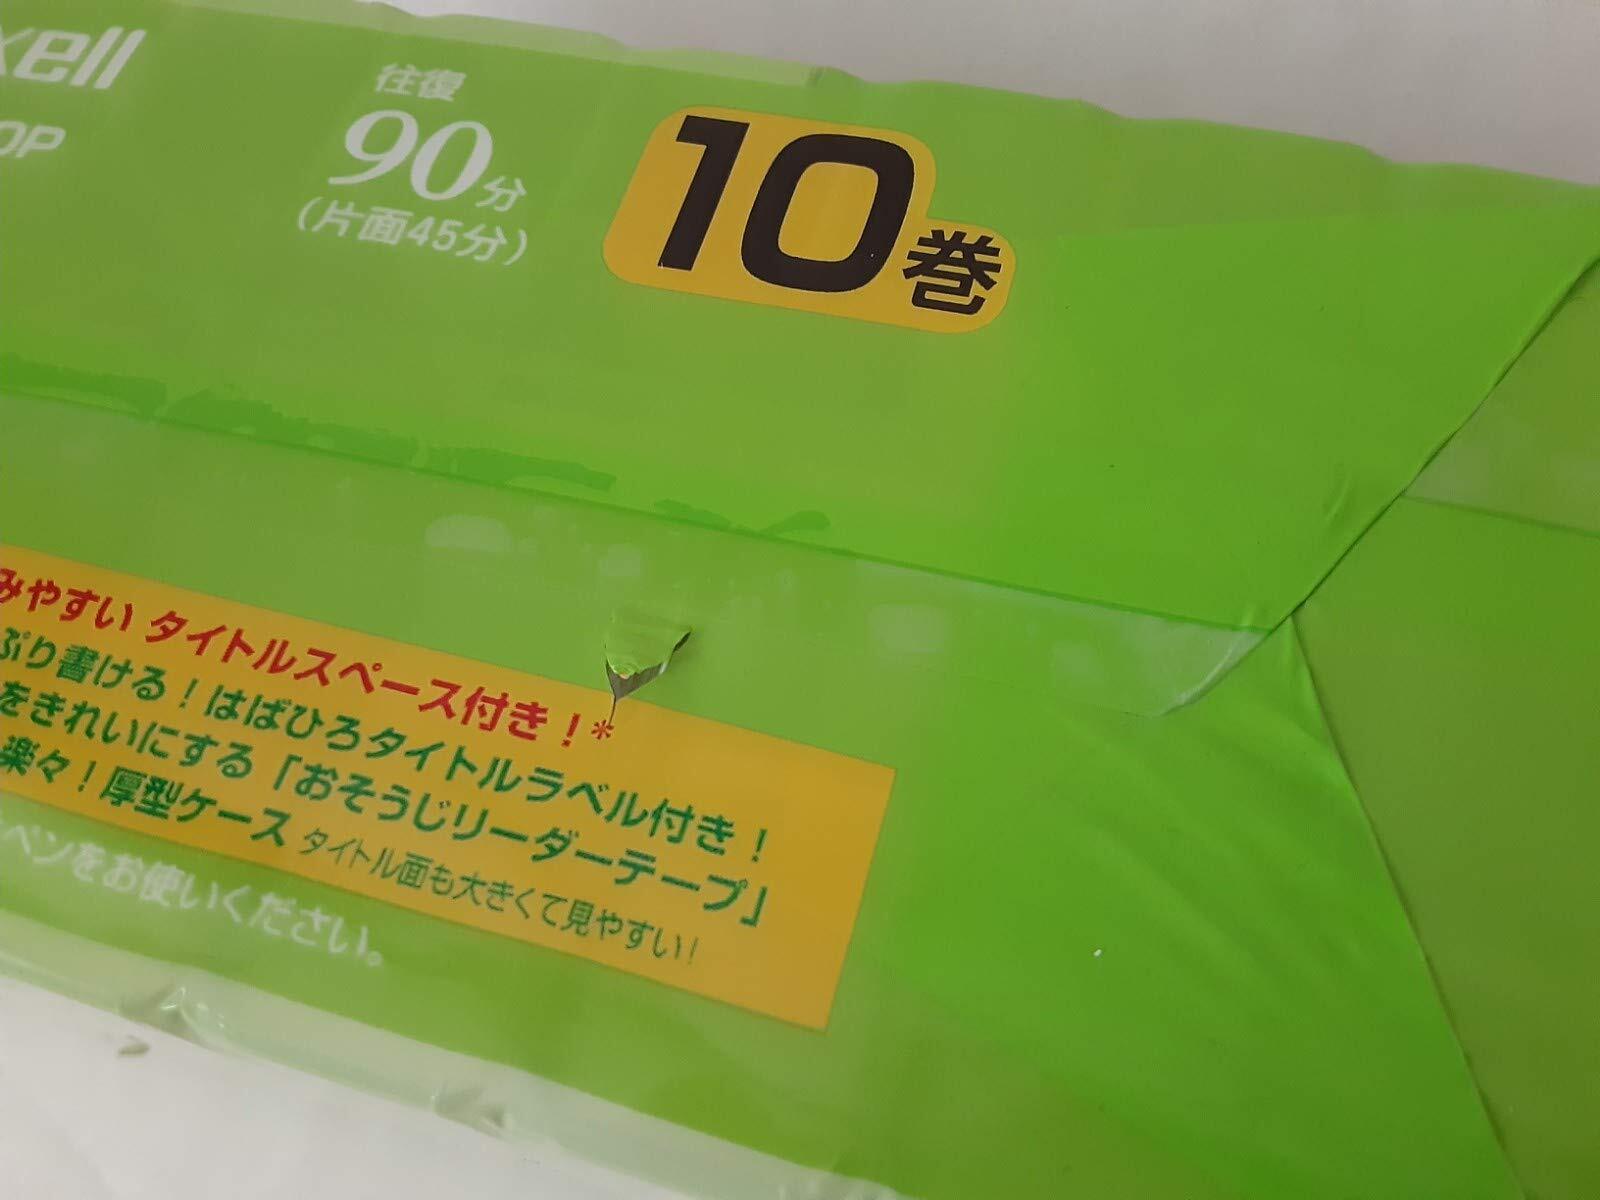 xell
OP
往復
90分
(片面45分)
10巻
みやすい タイトルスペース付き!*
ぷり書ける!はばひろタイトルラベル付き!
をきれいにする「おそうじリーダーテープ」
楽々!厚型ケース タイトル面も大きくて見やすい!
ペンをお使いください。